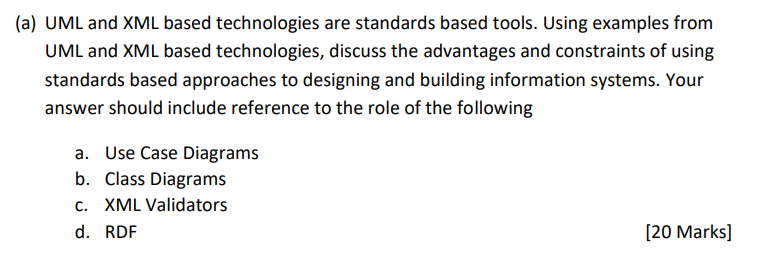 (a) UML and XML based technologies are standards based tools. Using examples from
UML and XML based technologies, discuss the advantages and constraints of using
standards based approaches to designing and building information systems. Your
answer should include reference to the role of the following
a. Use Case Diagrams
b. Class Diagrams
c. XML Validators
d. RDF [20 Marks]